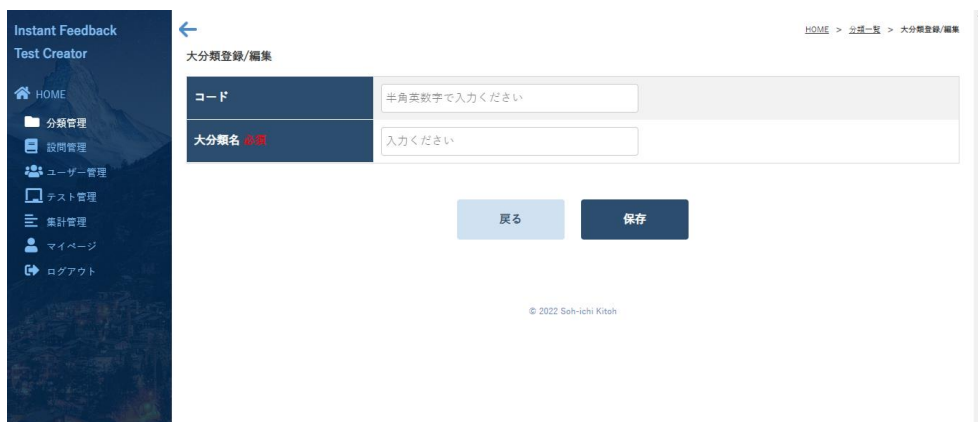 Instant Feedback
Test Creator
HOME
分類管理
設問管理
ユーザー管理
テスト管理
集計管理
マイページ
ログアウト
HOME > 分類一覧 > 大分類登録/編集
大分類登録/編集
コード
半角英数字で入力ください
大分類名 必須
入力ください
戻る
保存
© 2022 Soh-ichi Kitoh